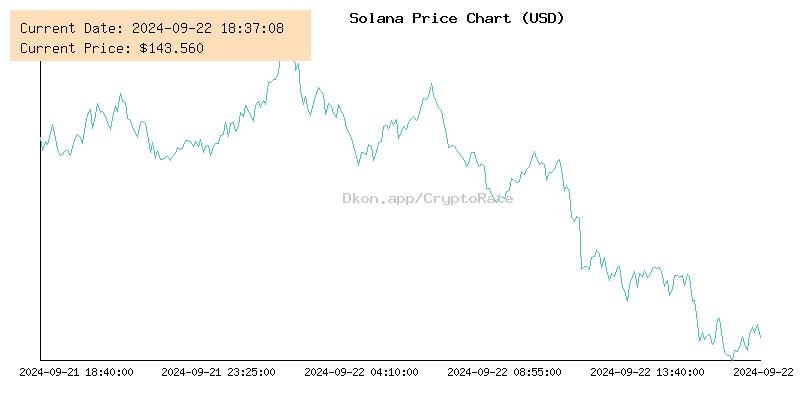 Solana Price Chart (USD)
Current Date: 2024-09-22 18:37:08
Current Price: $143.560
Dkon.app/CryptoRate
2024-09-21 18:40:00 2024-09-21 23:25:00 2024-09-22 04:10:00 2024-09-22 08:55:00 2024-09-22 13:40:00 2024-09-22